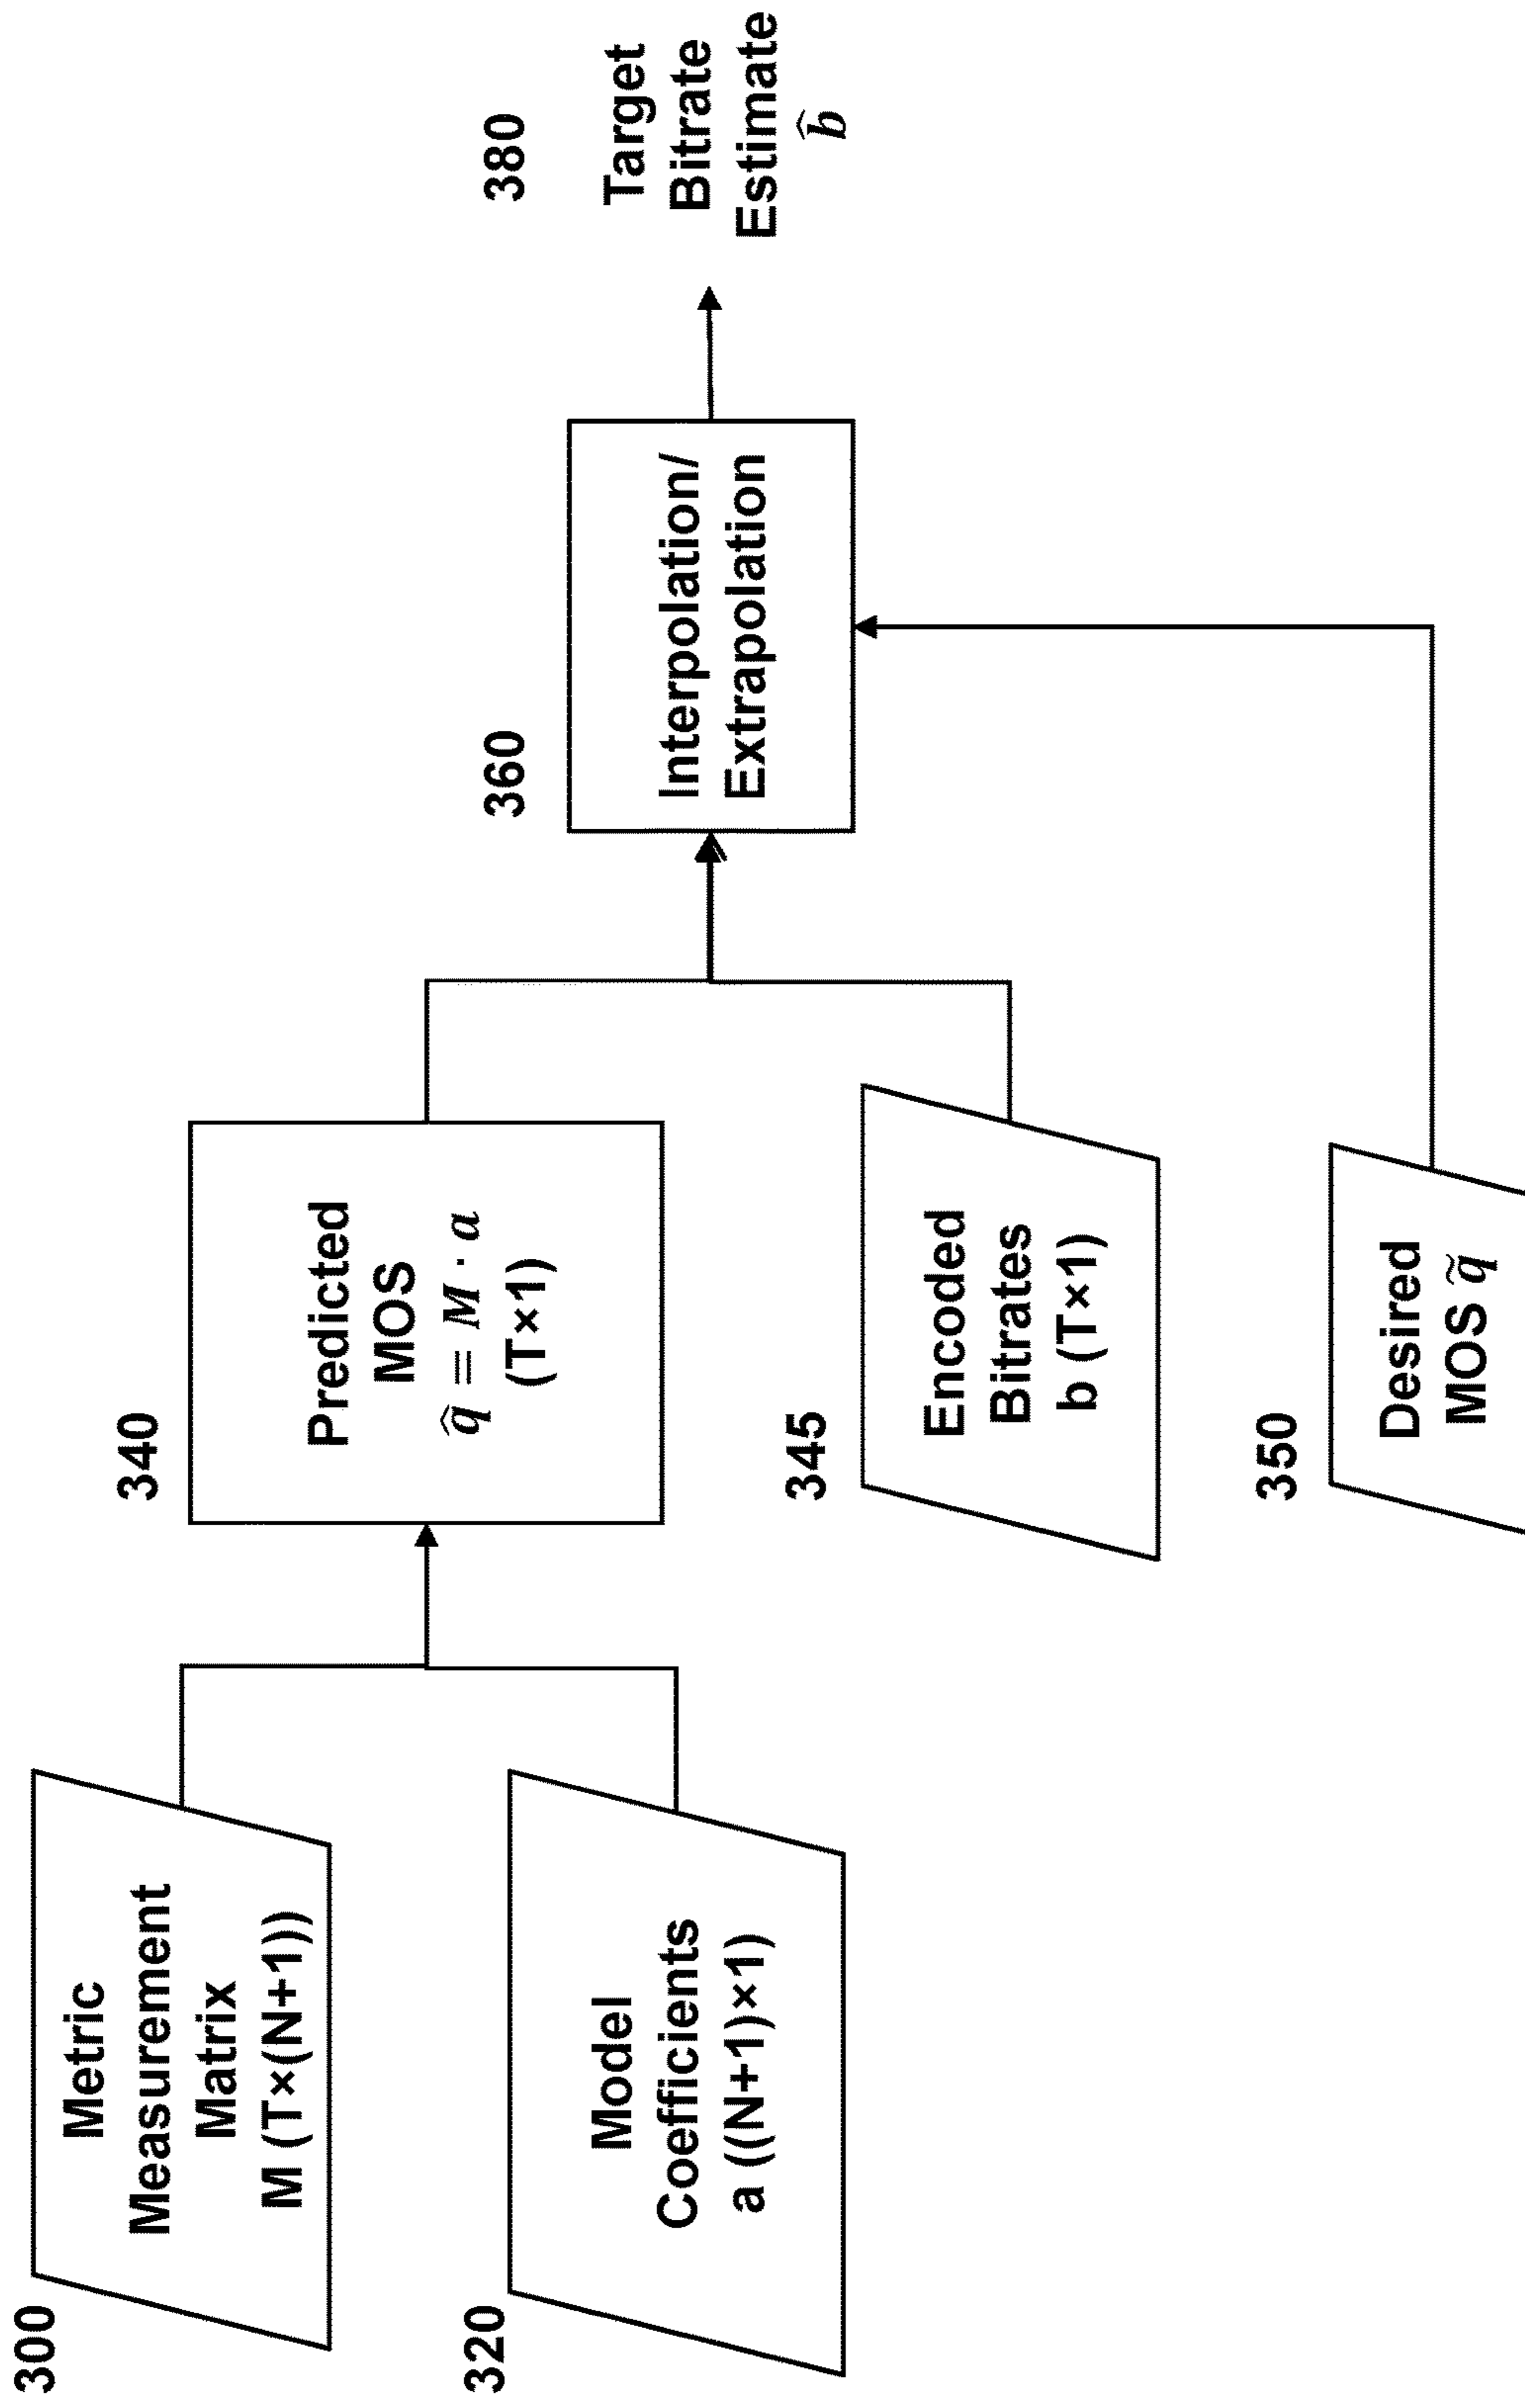 300
Metric
Measurement
Matrix
M (T×(N+1))
320
Model
Coefficients
a ((N+1)×1)
340
Predicted
MOS
q̂ = M · a
(T×1)
345
Encoded
Bitrates
b (T×1)
350
Desired
MOS q̃
360
Interpolation/
Extrapolation
380
Target
Bitrate
Estimate
b̂